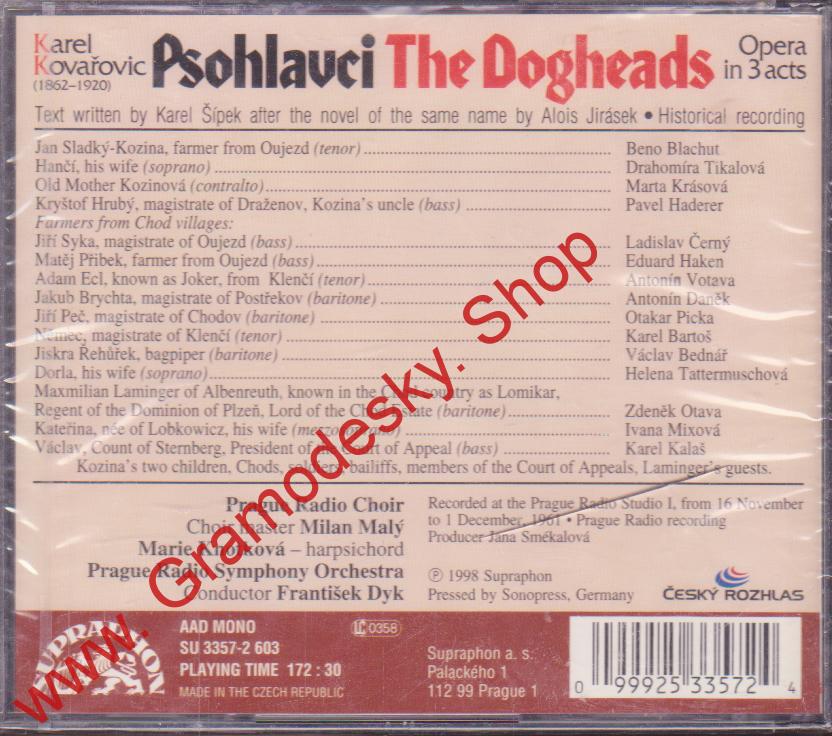 Karel
Kovařovic
(1862–1920)
Psohlavci The Dogheads
Opera
in 3 acts
Text written by Karel Šípek after the novel of the same name by Alois Jirásek • Historical recording
Jan Sladký-Kozina, farmer from Oujezd (tenor) Beno Blachut
Hančí, his wife (soprano) Drahomíra Tikalová
Old Mother Kozinová (contralto) Marta Krásová
Kryštof Hrubý, magistrate of Draženov, Kozina's uncle (bass) Pavel Haderer
Farmers from Chod villages:
Jiří Syka, magistrate of Oujezd (bass) Ladislav Černý
Matěj Přibek, farmer from Oujezd (bass) Eduard Haken
Adam Ecl, known as Joker, from Klenčí (tenor) Antonín Votava
Jakub Brychta, magistrate of Postřekov (baritone) Antonín Daněk
Jiří Peč, magistrate of Chodov (baritone) Otakar Picka
Němec, magistrate of Klenčí (tenor) Karel Bartoš
Jiskra Řehůřek, bagpiper (baritone) Václav Bednář
Dorla, his wife (soprano) Helena Tattermuschová
Maxmilian Laminger of Albenreuth, known in the Chod country as Lomikar,
Regent of the Dominion of Plzeň, Lord of the Chod Estate (baritone) Zdeněk Otava
Kateřina, née of Lobkowicz, his wife (mezzosoprano) Ivana Mixová
Václav, Count of Sternberg, President of the Court of Appeal (bass) Karel Kalaš
Kozina's two children, Chods, soldiers, bailiffs, members of the Court of Appeals, Laminger's guests.
Prague Radio Choir
Choir master Milan Malý
Marie Knotková – harpsichord
Prague Radio Symphony Orchestra
Conductor František Dyk
Recorded at the Prague Radio Studio I, from 16 November
to 1 December, 1961 • Prague Radio recording
Producer Jana Smékalová
℗ 1998 Supraphon
Pressed by Sonopress, Germany
ČESKÝ ROZHLAS
SUPRAPHON
AAD MONO
SU 3357-2 603
PLAYING TIME 172 : 30
MADE IN THE CZECH REPUBLIC
LC 0358
Supraphon a. s.
Palackého 1
112 99 Prague 1
0 99925 33572 4
www. Gramodesky. Shop